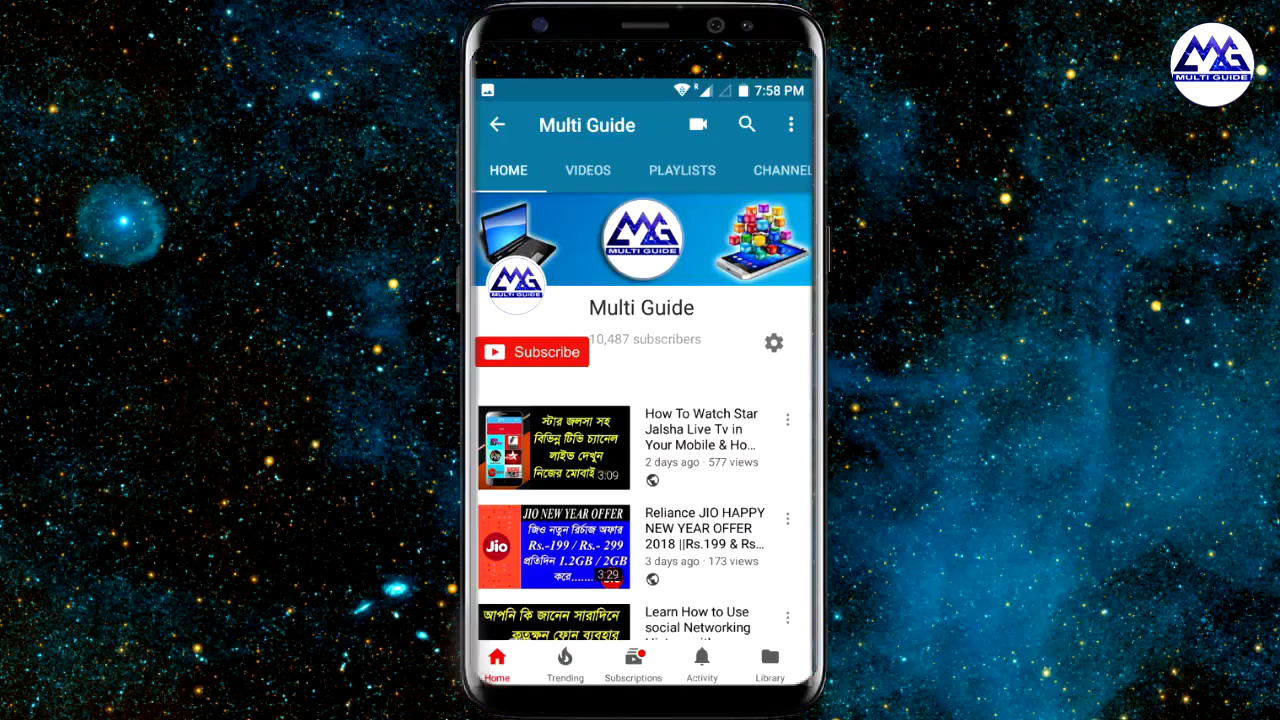 7:58 PM
Multi Guide
HOME VIDEOS PLAYLISTS CHANNEL
MULTI GUIDE
MULTI GUIDE
MULTI GUIDE
Multi Guide
10,487 subscribers
Subscribe
স্টার জলসা সহ
বিভিন্ন টিভি চ্যানেল
লাইভ দেখুন
নিজের মোবাই
3:09
How To Watch Star
Jalsha Live Tv in
Your Mobile & Ho...
2 days ago · 577 views
JIO NEW YEAR OFFER
জিও নতুন রির্চাজ অফার
Rs.-199 / Rs.- 299
প্রতিদিন 1.2GB / 2GB
করে.......
Jio
3:29
Reliance JIO HAPPY
NEW YEAR OFFER
2018 ||Rs.199 & Rs...
3 days ago · 173 views
আপনি কি জানেন সারাদিনে
কতক্ষন ফোন ব্যবহার
Learn How to Use
social Networking
Home Trending Subscriptions Activity Library